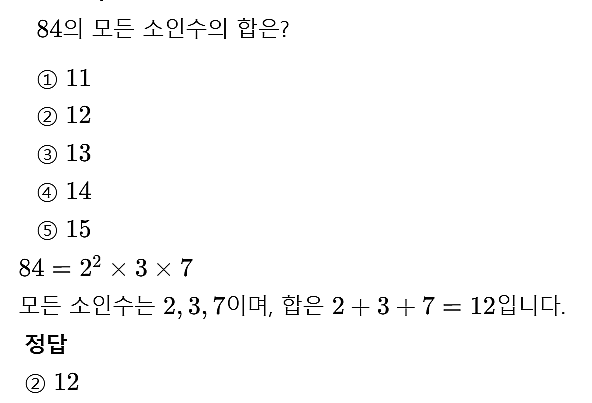 84의 모든 소인수의 합은?
① 11
② 12
③ 13
④ 14
⑤ 15
84 = 2² × 3 × 7
모든 소인수는 2, 3, 7이며, 합은 2 + 3 + 7 = 12입니다.
정답
② 12